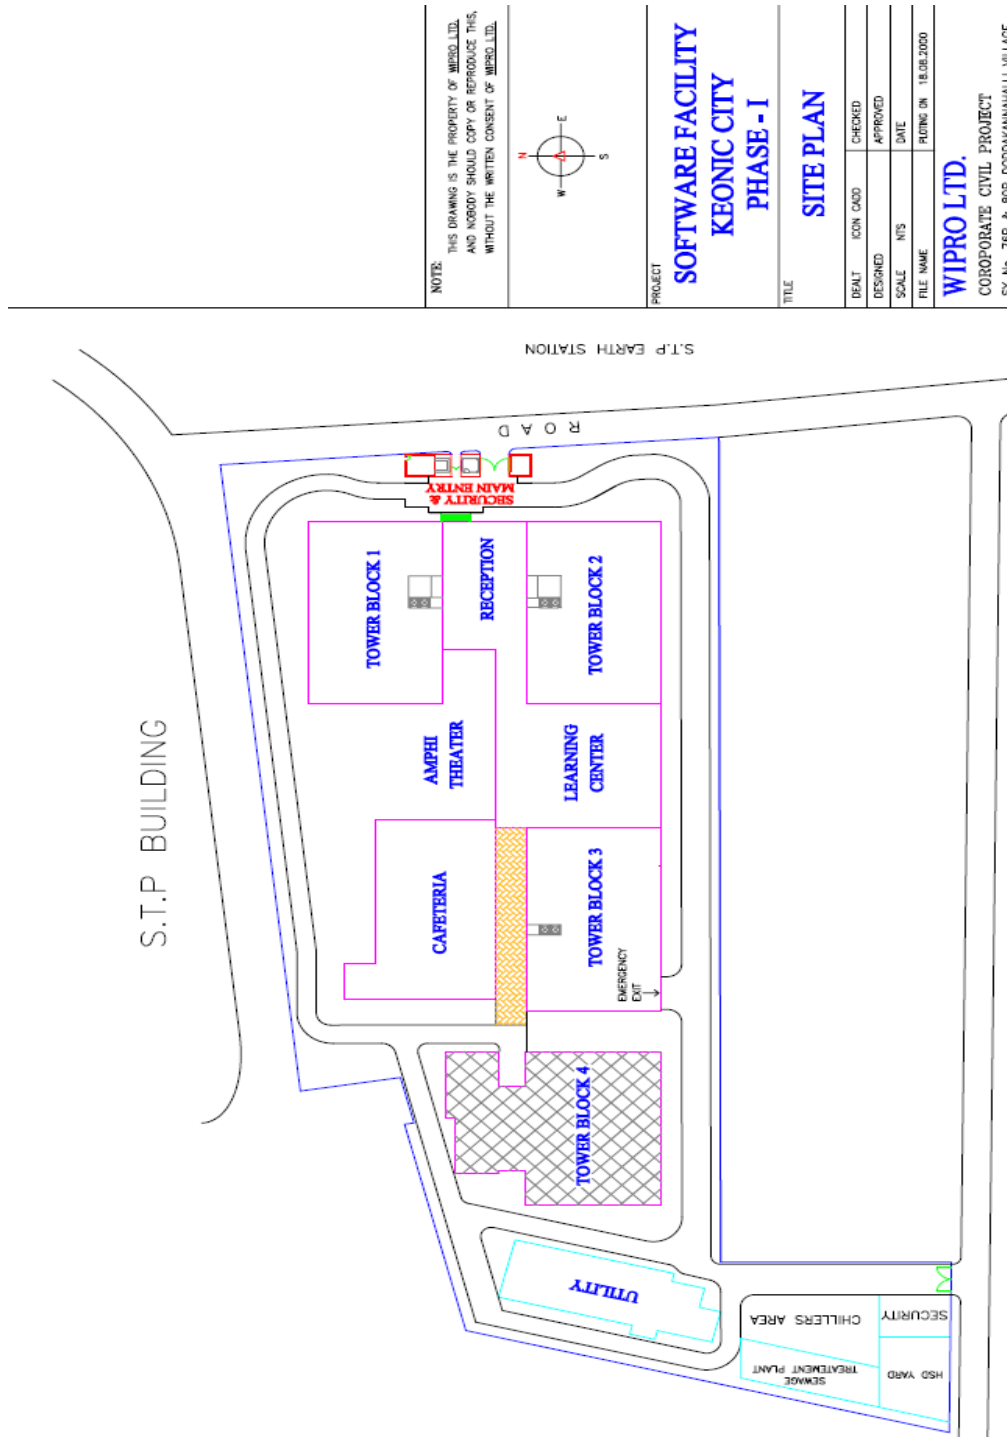 NOTE:
THIS DRAWING IS THE PROPERTY OF WIPRO LTD.
AND NOBODY SHOULD COPY OR REPRODUCE THIS,
WITHOUT THE WRITTEN CONSENT OF WIPRO LTD.
N
E
S
W
PROJECT
SOFTWARE FACILITY
KEONIC CITY
PHASE - I
TITLE
SITE PLAN
DEALT ICON CADD CHECKED
DESIGNED APPROVED
SCALE NTS DATE
FILE NAME PLOTING ON 18.08.2000
WIPRO LTD.
COROPORATE CIVIL PROJECT
S.T.P EARTH STATION
ROAD
SECURITY &
MAIN ENTRY
TOWER BLOCK 1
RECEPTION
TOWER BLOCK 2
S.T.P BUILDING
AMPHI
THEATER
LEARNING
CENTER
CAFETERIA
TOWER BLOCK 3
EMERGENCY
EXIT
TOWER BLOCK 4
UTILITY
CHILLERS AREA
SECURITY
SEWAGE
TREATEMENT PLANT
HSD YARD